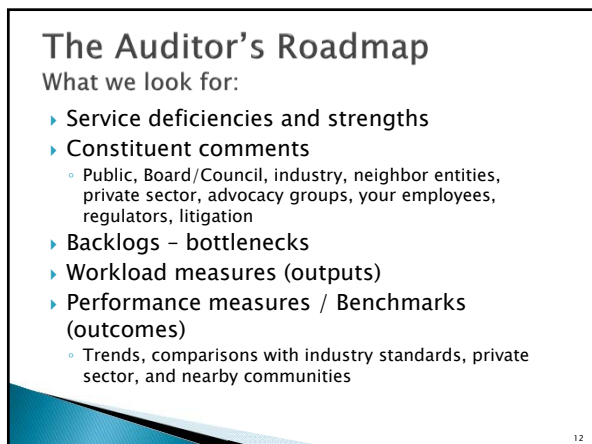 The Auditor's Roadmap
What we look for:
Service deficiencies and strengths
Constituent comments
Public, Board/Council, industry, neighbor entities,
private sector, advocacy groups, your employees,
regulators, litigation
Backlogs – bottlenecks
Workload measures (outputs)
Performance measures / Benchmarks
(outcomes)
Trends, comparisons with industry standards, private
sector, and nearby communities
12